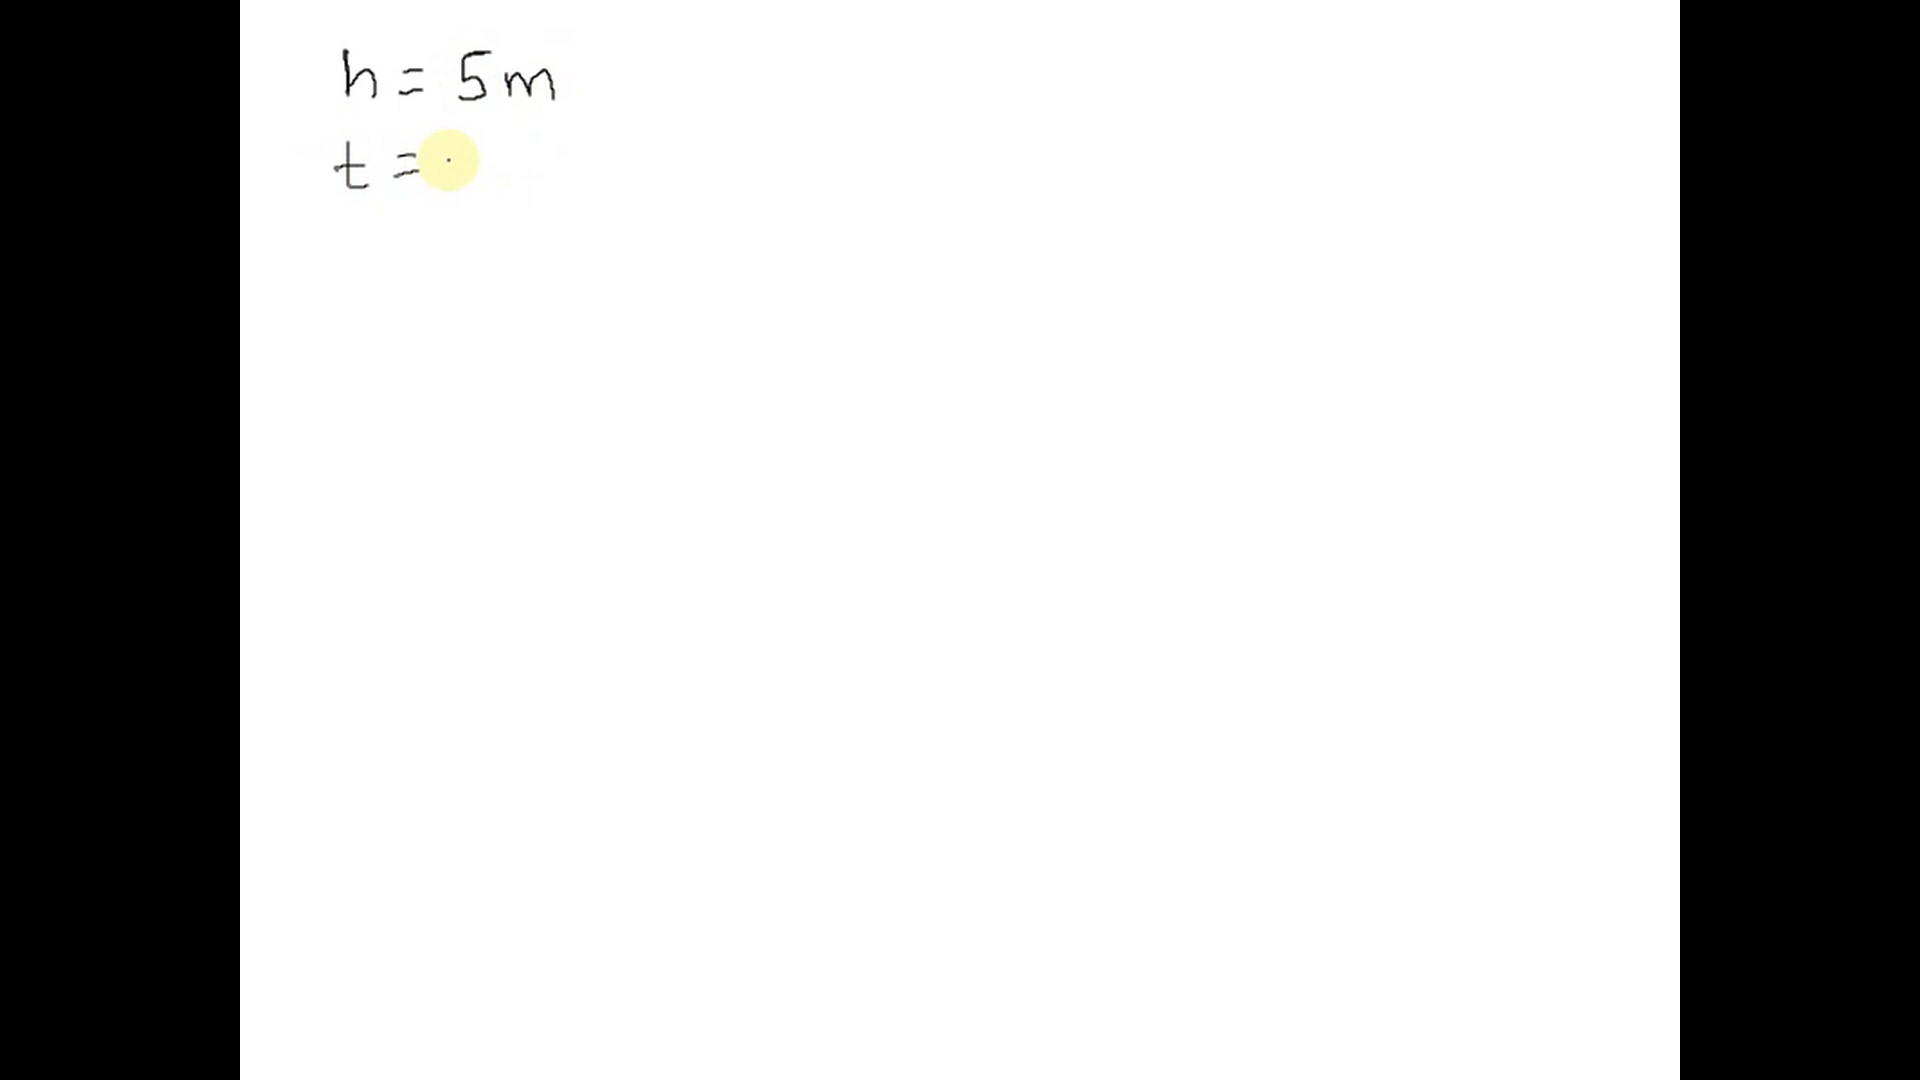 h = 5m
t =